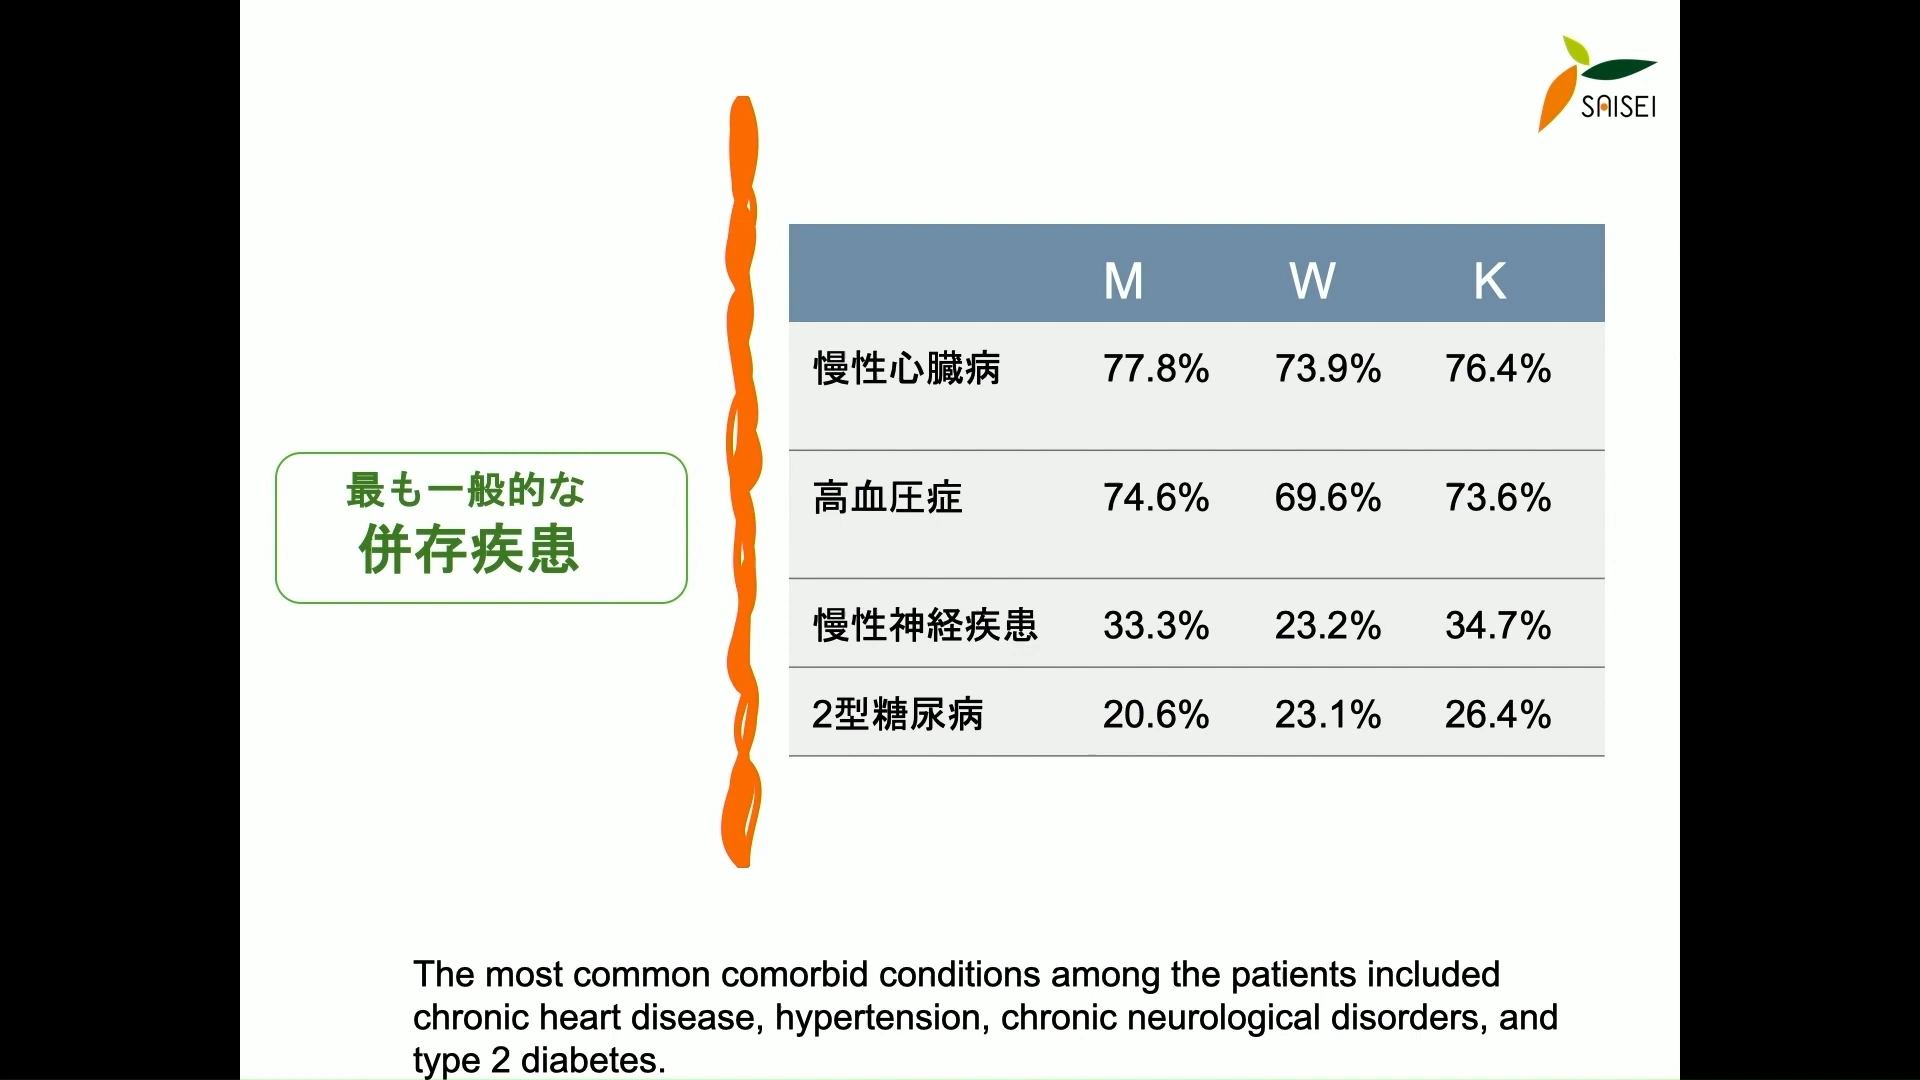 SAISEI
最も一般的な
併存疾患
M W K
慢性心臓病 77.8% 73.9% 76.4%
高血圧症 74.6% 69.6% 73.6%
慢性神経疾患 33.3% 23.2% 34.7%
2型糖尿病 20.6% 23.1% 26.4%
The most common comorbid conditions among the patients included
chronic heart disease, hypertension, chronic neurological disorders, and
type 2 diabetes.